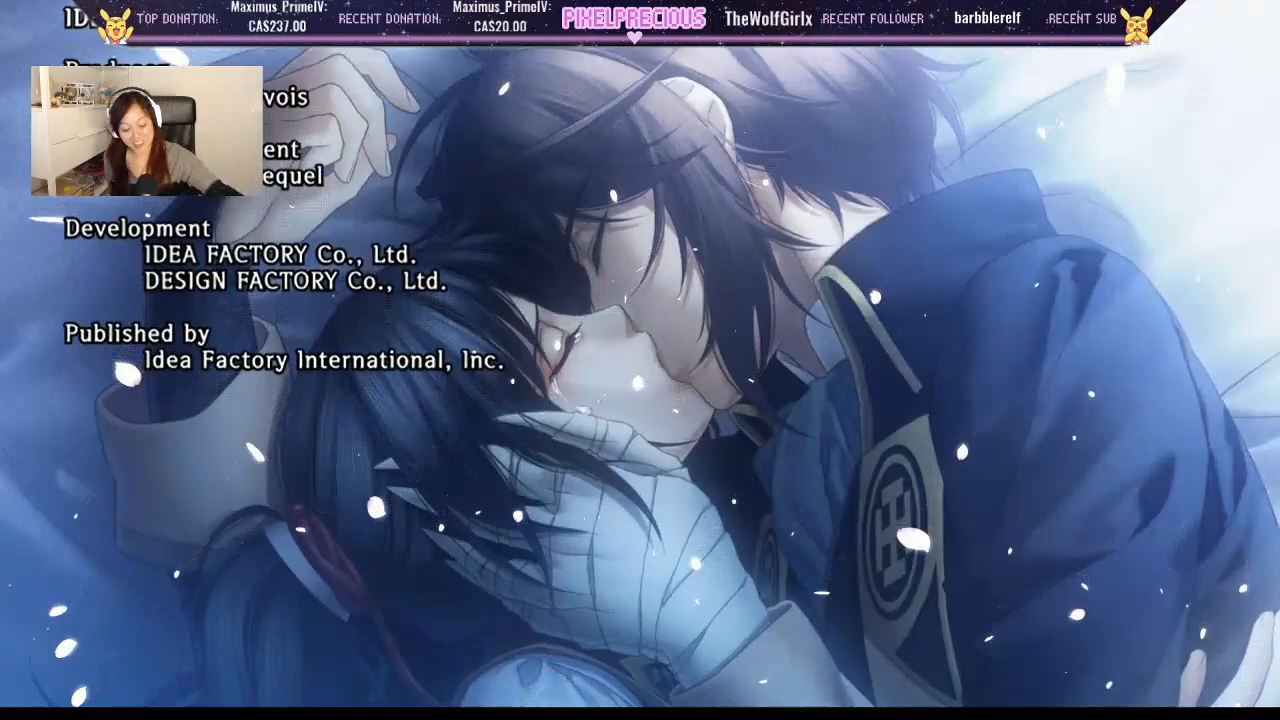 TOP DONATION:
Maximus_PrimeIV:
CA$237.00
RECENT DONATION:
Maximus_PrimeIV:
CA$20.00
PIXELPRECIOUS
TheWolfGirlx
RECENT FOLLOWER
barbblerelf
RECENT SUB
vois
ent
equel
Development
IDEA FACTORY Co., Ltd.
DESIGN FACTORY Co., Ltd.
Published by
Idea Factory International, Inc.